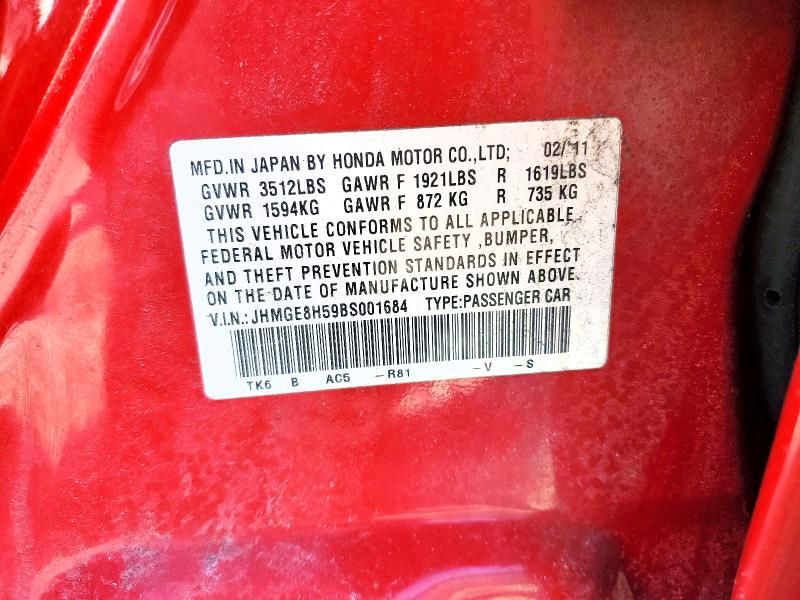 MFD.IN JAPAN BY HONDA MOTOR CO.,LTD; 02/'11
GVWR 3512LBS GAWR F 1921LBS R 1619LBS
GVWR 1594KG GAWR F 872 KG R 735 KG
THIS VEHICLE CONFORMS TO ALL APPLICABLE
FEDERAL MOTOR VEHICLE SAFETY ,BUMPER,
AND THEFT PREVENTION STANDARDS IN EFFECT
ON THE DATE OF MANUFACTURE SHOWN ABOVE.
V.I.N.: JHMGE8H59BS001684 TYPE:PASSENGER CAR
TK6 B AC5 -R81 -V -S